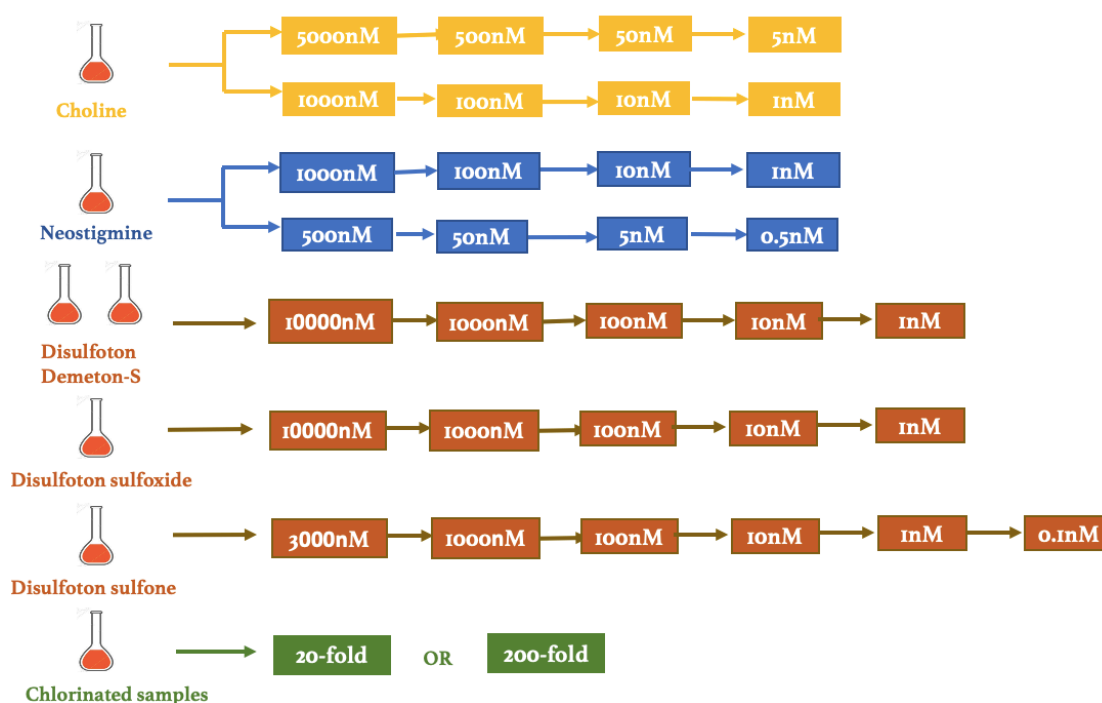 5000nM 500nM 50nM 5nM
Choline
1000nM 100nM 10nM 1nM
1000nM 100nM 10nM 1nM
Neostigmine
500nM 50nM 5nM 0.5nM
10000nM 1000nM 100nM 10nM 1nM
Disulfoton
Demeton-S
10000nM 1000nM 100nM 10nM 1nM
Disulfoton sulfoxide
3000nM 1000nM 100nM 10nM 1nM 0.1nM
Disulfoton sulfone
20-fold OR 200-fold
Chlorinated samples